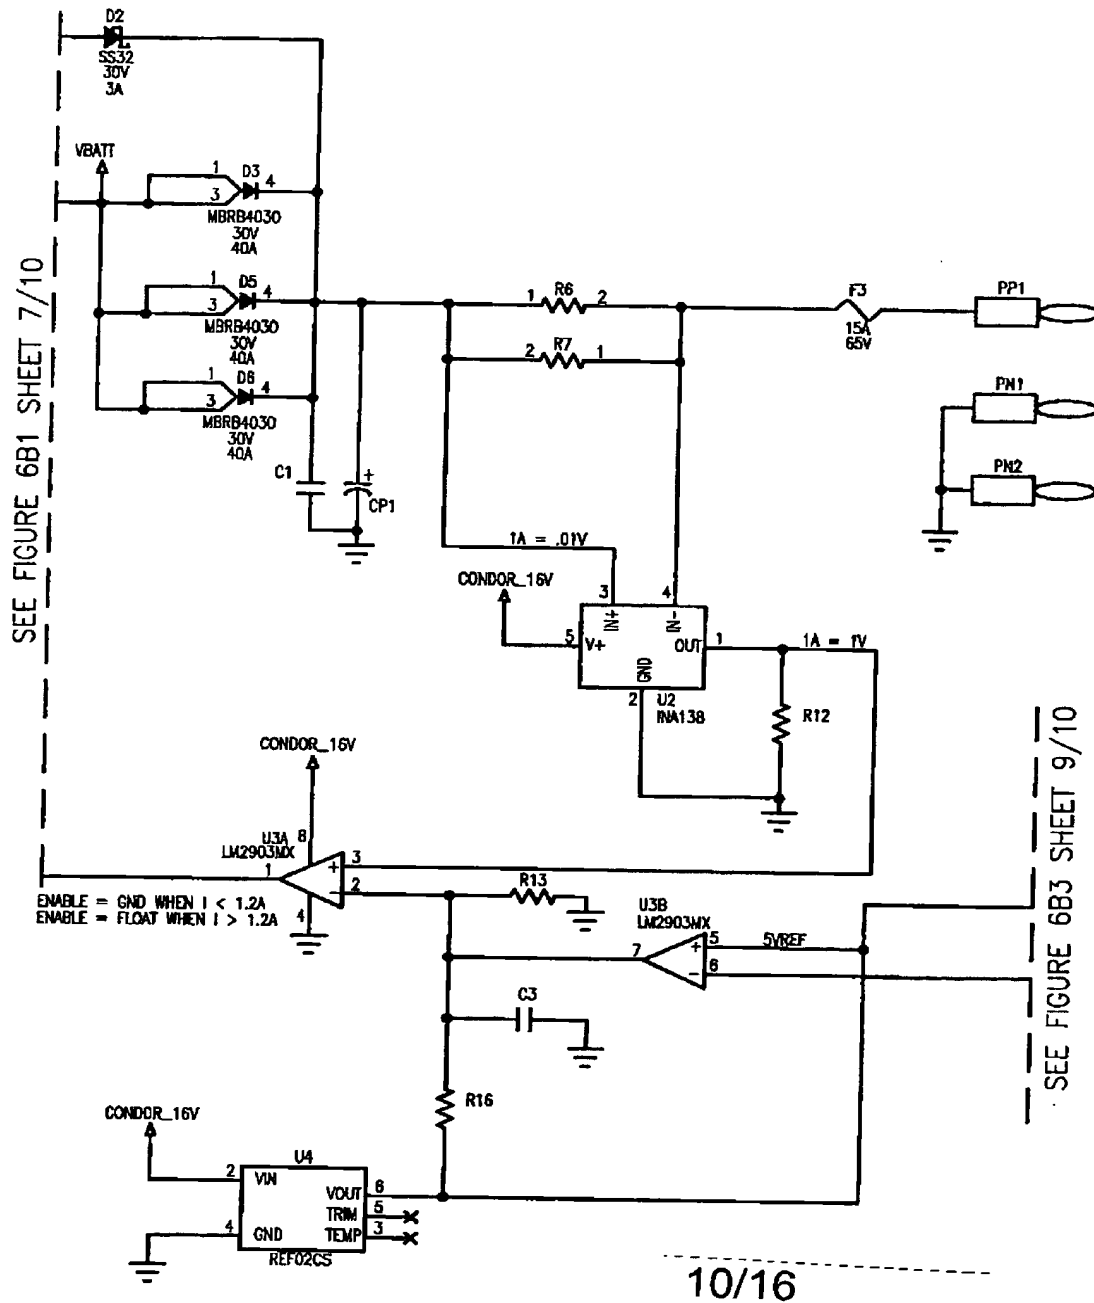 D2
SS32
30V
3A
VBATT
1
3
D3
4
MBRB4030
30V
40A
1
3
D5
4
MBRB4030
30V
40A
1
3
D6
4
MBRB4030
30V
40A
C1
+
CP1
1
R6
2
2
R7
1
F3
15A
65V
PP1
PN1
PN2
SEE FIGURE 6B1 SHEET 7/10
1A = .01V
CONDOR_16V
3
4
IN+
IN-
5
V+
OUT
1
1A = 1V
GND
2
U2
INA138
R12
CONDOR_16V
U3A
LM2903MX
8
1
+
3
-
2
4
ENABLE = GND WHEN I < 1.2A
ENABLE = FLOAT WHEN I > 1.2A
R13
U3B
LM2903MX
7
+
5
5VREF
-
6
C3
SEE FIGURE 6B3 SHEET 9/10
R16
CONDOR_16V
U4
2
VIN
VOUT
6
TRIM
5
4
GND
TEMP
3
REF02CS
10/16